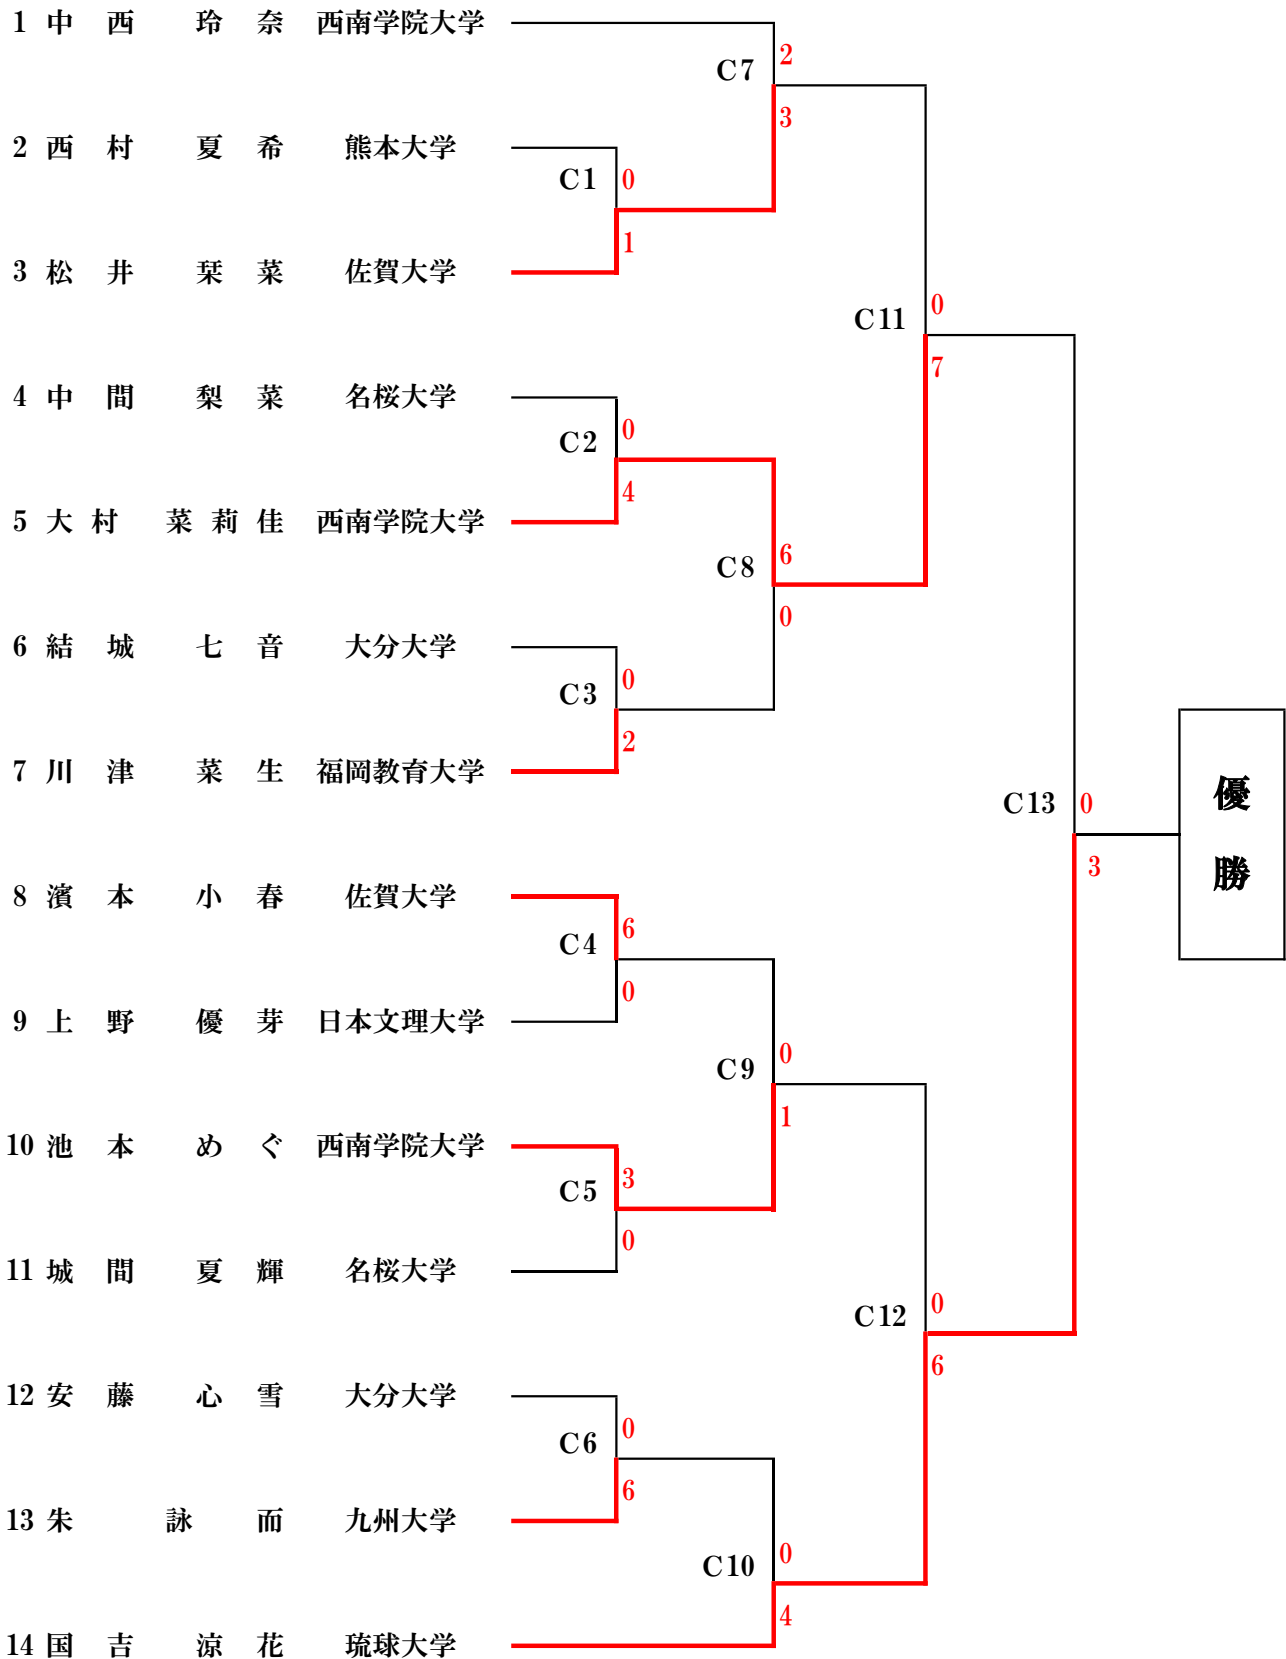 1 中西 玲奈 西南学院大学
2
C7
3
2 西村 夏希 熊本大学
C1 0
1
3 松井 栞菜 佐賀大学
0
C11
7
4 中間 梨菜 名桜大学
0
C2
4
5 大村 菜莉佳 西南学院大学
6
C8
0
6 結城 七音 大分大学
0
C3
2
7 川津 菜生 福岡教育大学
C13 0
3
優勝
8 濱本 小春 佐賀大学
6
C4
0
9 上野 優芽 日本文理大学
0
C9
1
10 池本 めぐ 西南学院大学
3
C5
0
11 城間 夏輝 名桜大学
0
C12
6
12 安藤 心雪 大分大学
0
C6
6
13 朱 詠而 九州大学
0
C10
4
14 国吉 涼花 琉球大学